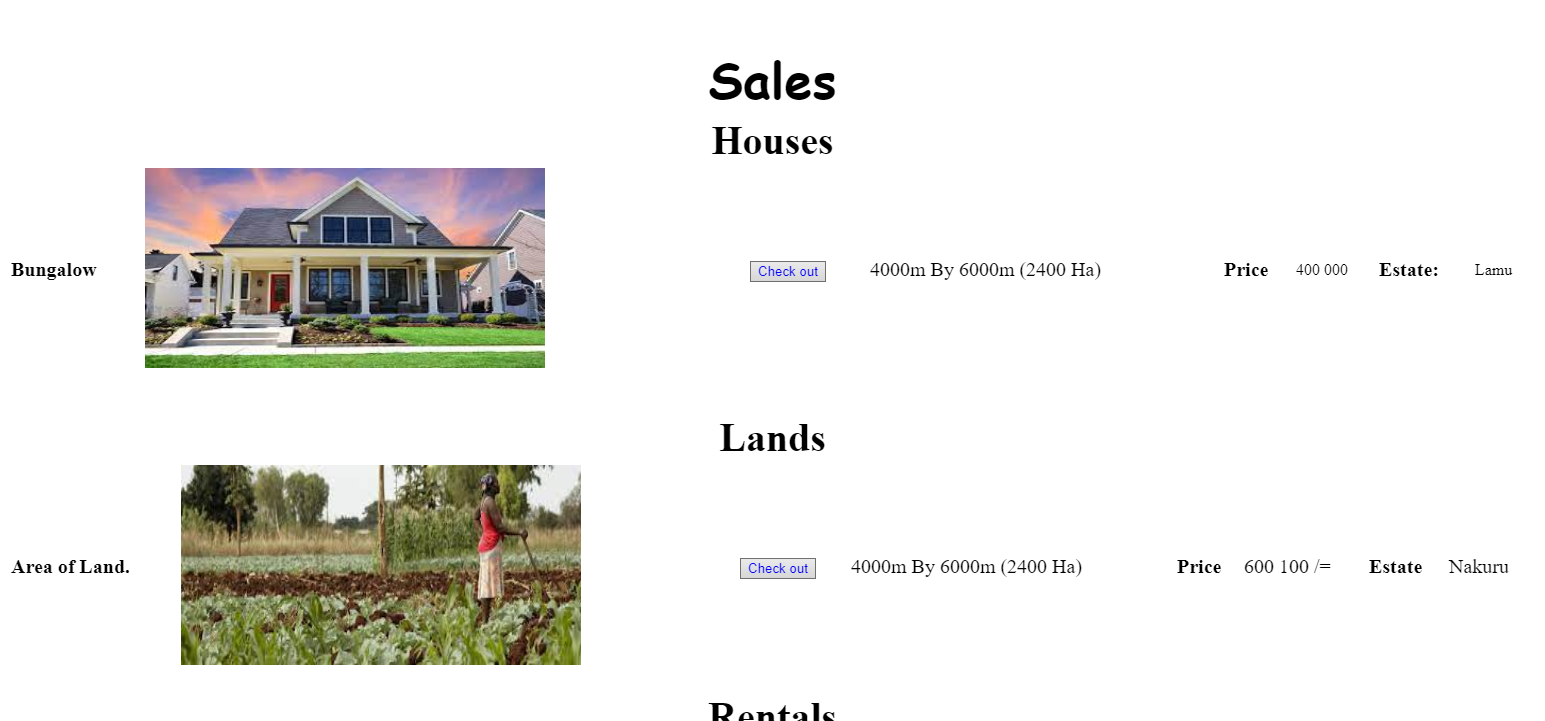 Sales
Houses
Bungalow Check out 4000m By 6000m (2400 Ha) Price 400 000 Estate: Lamu
Lands
Area of Land. Check out 4000m By 6000m (2400 Ha) Price 600 100 /= Estate Nakuru
Rentals